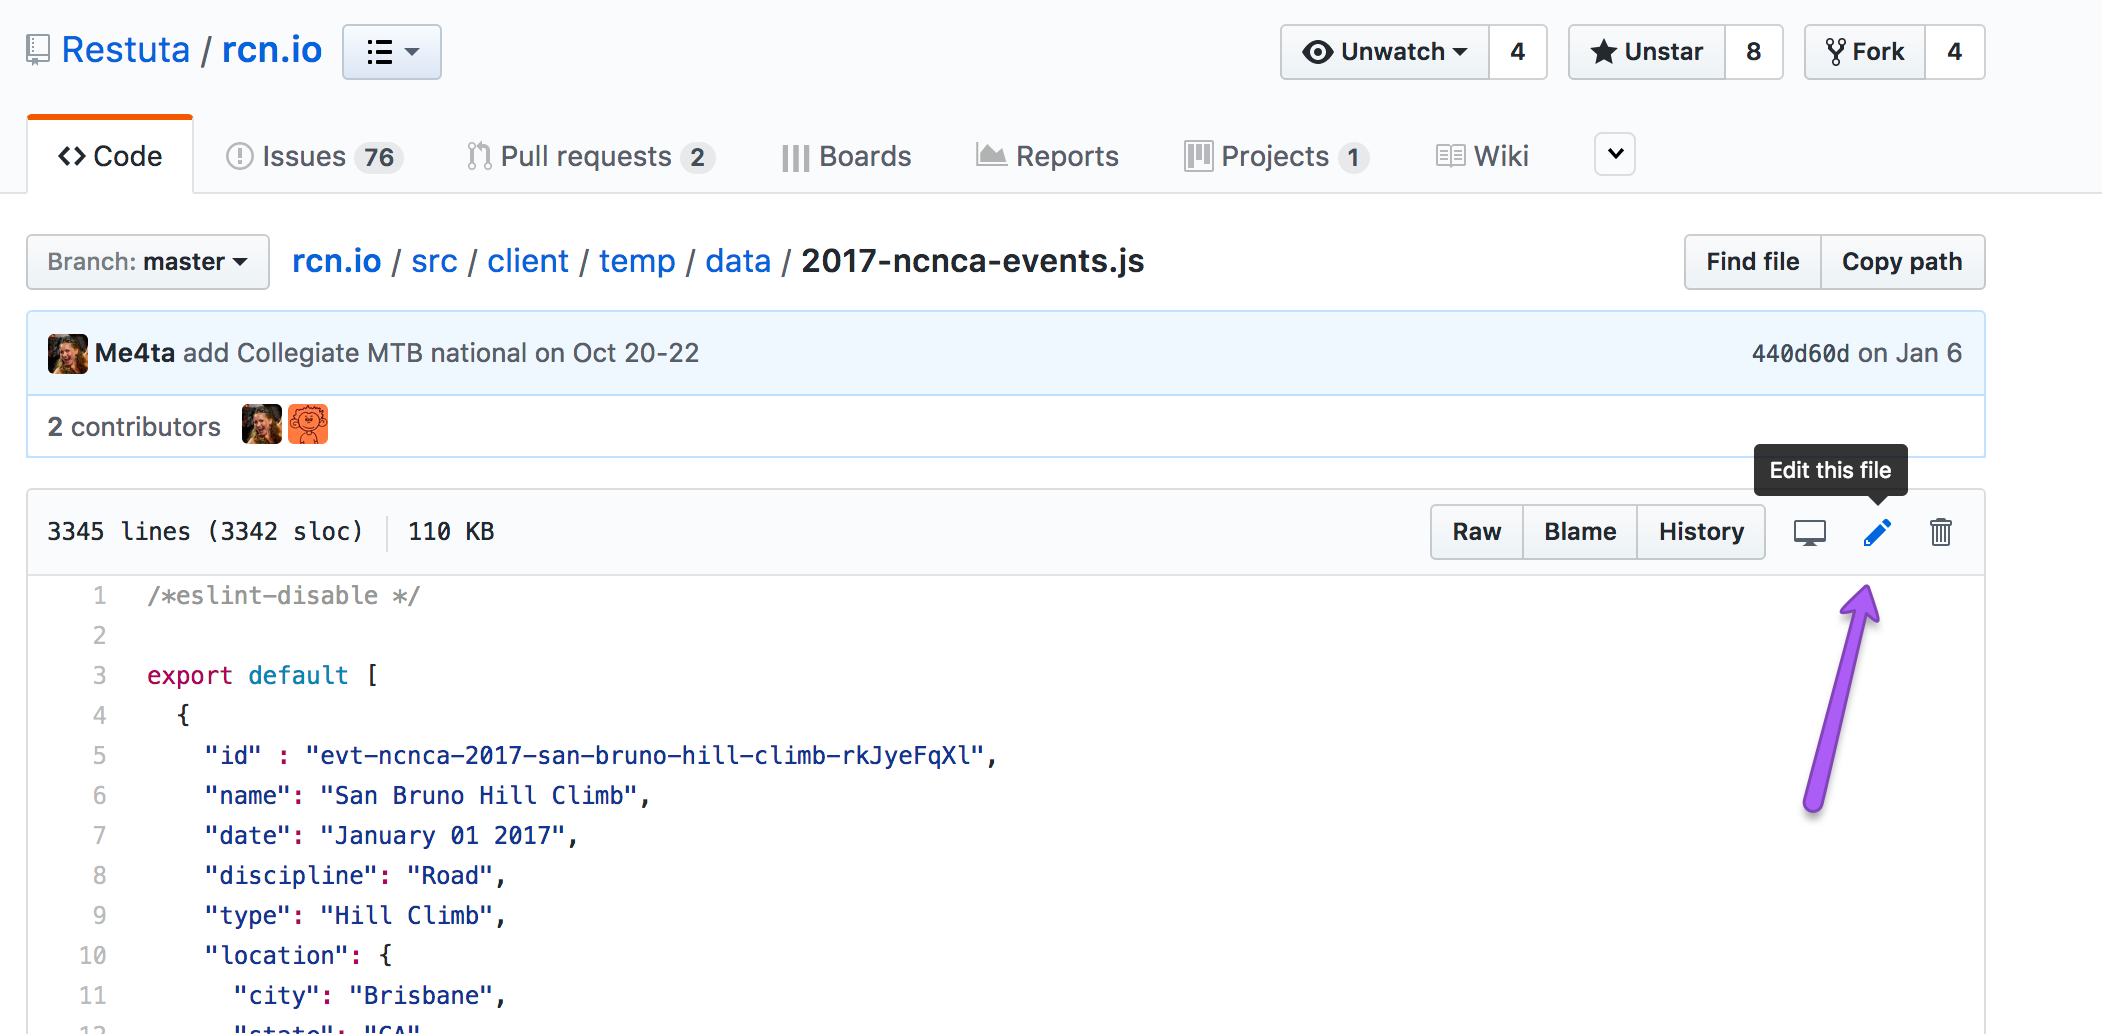 Restuta / rcn.io
Unwatch 4
Unstar 8
Fork 4
Code
Issues 76
Pull requests 2
Boards
Reports
Projects 1
Wiki
Branch: master
rcn.io / src / client / temp / data / 2017-ncnca-events.js
Find file
Copy path
Me4ta add Collegiate MTB national on Oct 20-22
440d60d on Jan 6
2 contributors
Edit this file
3345 lines (3342 sloc)
110 KB
Raw
Blame
History
1 /*eslint-disable */
2
3 export default [
4 {
5 "id" : "evt-ncnca-2017-san-bruno-hill-climb-rkJyeFqXl",
6 "name": "San Bruno Hill Climb",
7 "date": "January 01 2017",
8 "discipline": "Road",
9 "type": "Hill Climb",
10 "location": {
11 "city": "Brisbane",
12 "state": "CA"